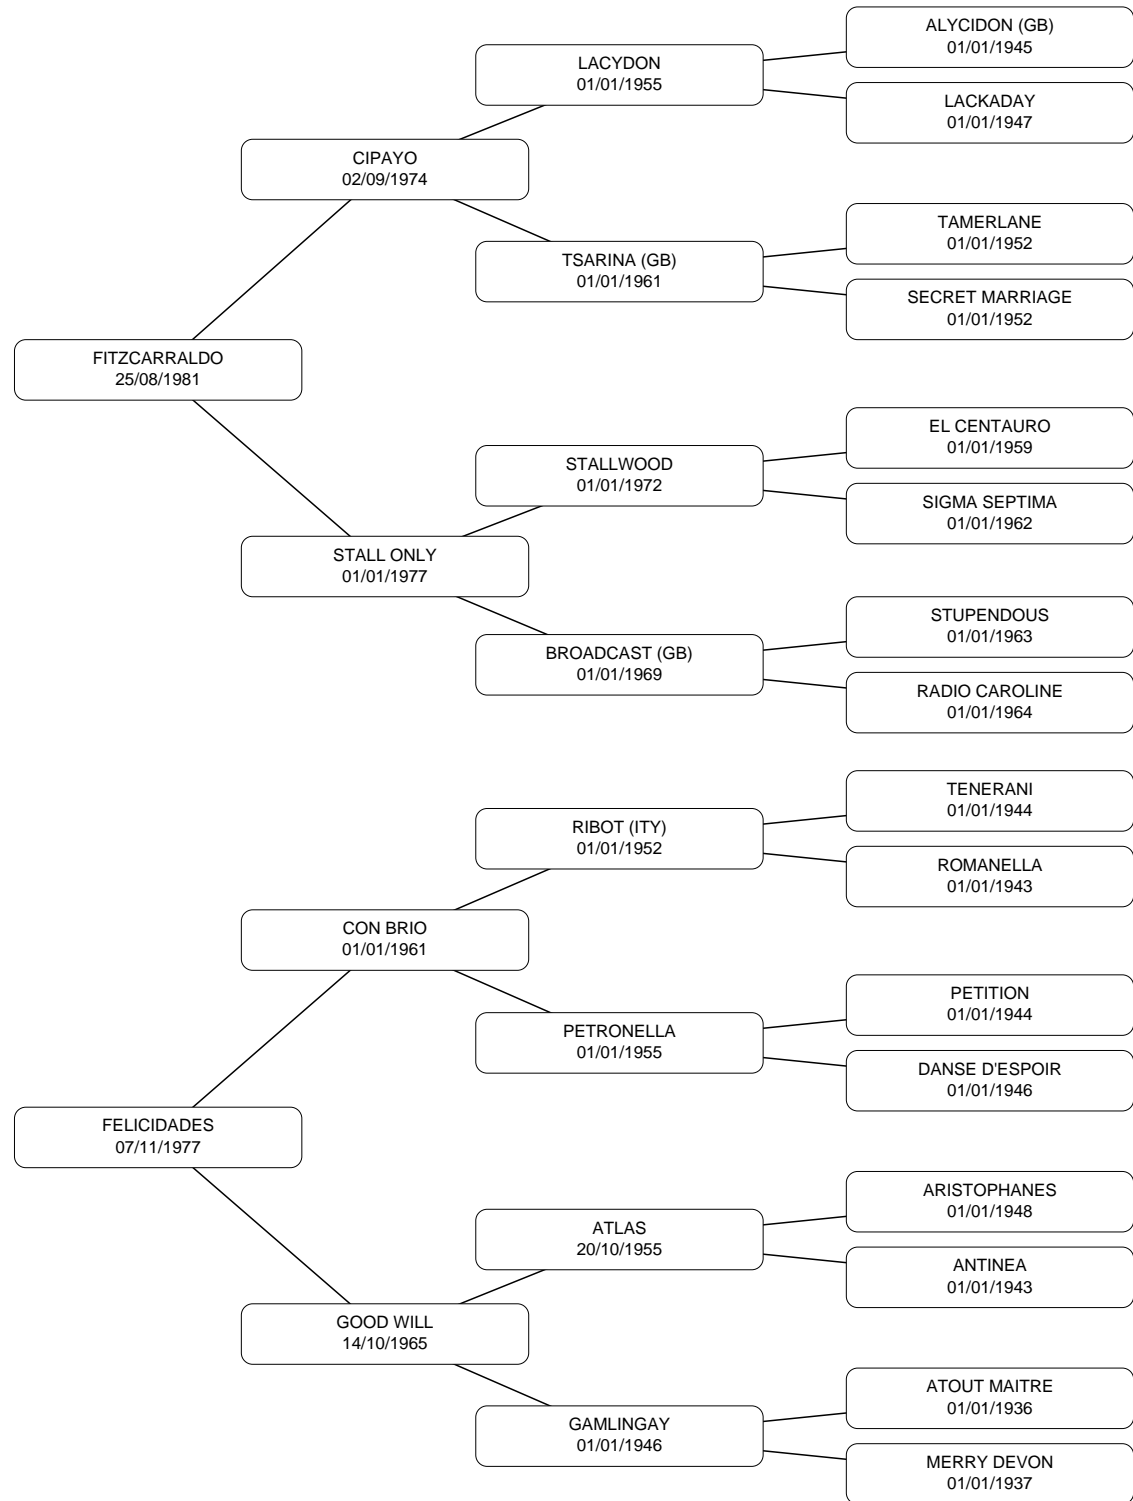 ALYCIDON (GB)
01/01/1945
LACYDON
01/01/1955
LACKADAY
01/01/1947
CIPAYO
02/09/1974
TAMERLANE
01/01/1952
TSARINA (GB)
01/01/1961
SECRET MARRIAGE
01/01/1952
FITZCARRALDO
25/08/1981
EL CENTAURO
01/01/1959
STALLWOOD
01/01/1972
SIGMA SEPTIMA
01/01/1962
STALL ONLY
01/01/1977
STUPENDOUS
01/01/1963
BROADCAST (GB)
01/01/1969
RADIO CAROLINE
01/01/1964
TENERANI
01/01/1944
RIBOT (ITY)
01/01/1952
ROMANELLA
01/01/1943
CON BRIO
01/01/1961
PETITION
01/01/1944
PETRONELLA
01/01/1955
DANSE D'ESPOIR
01/01/1946
FELICIDADES
07/11/1977
ARISTOPHANES
01/01/1948
ATLAS
20/10/1955
ANTINEA
01/01/1943
GOOD WILL
14/10/1965
ATOUT MAITRE
01/01/1936
GAMLINGAY
01/01/1946
MERRY DEVON
01/01/1937